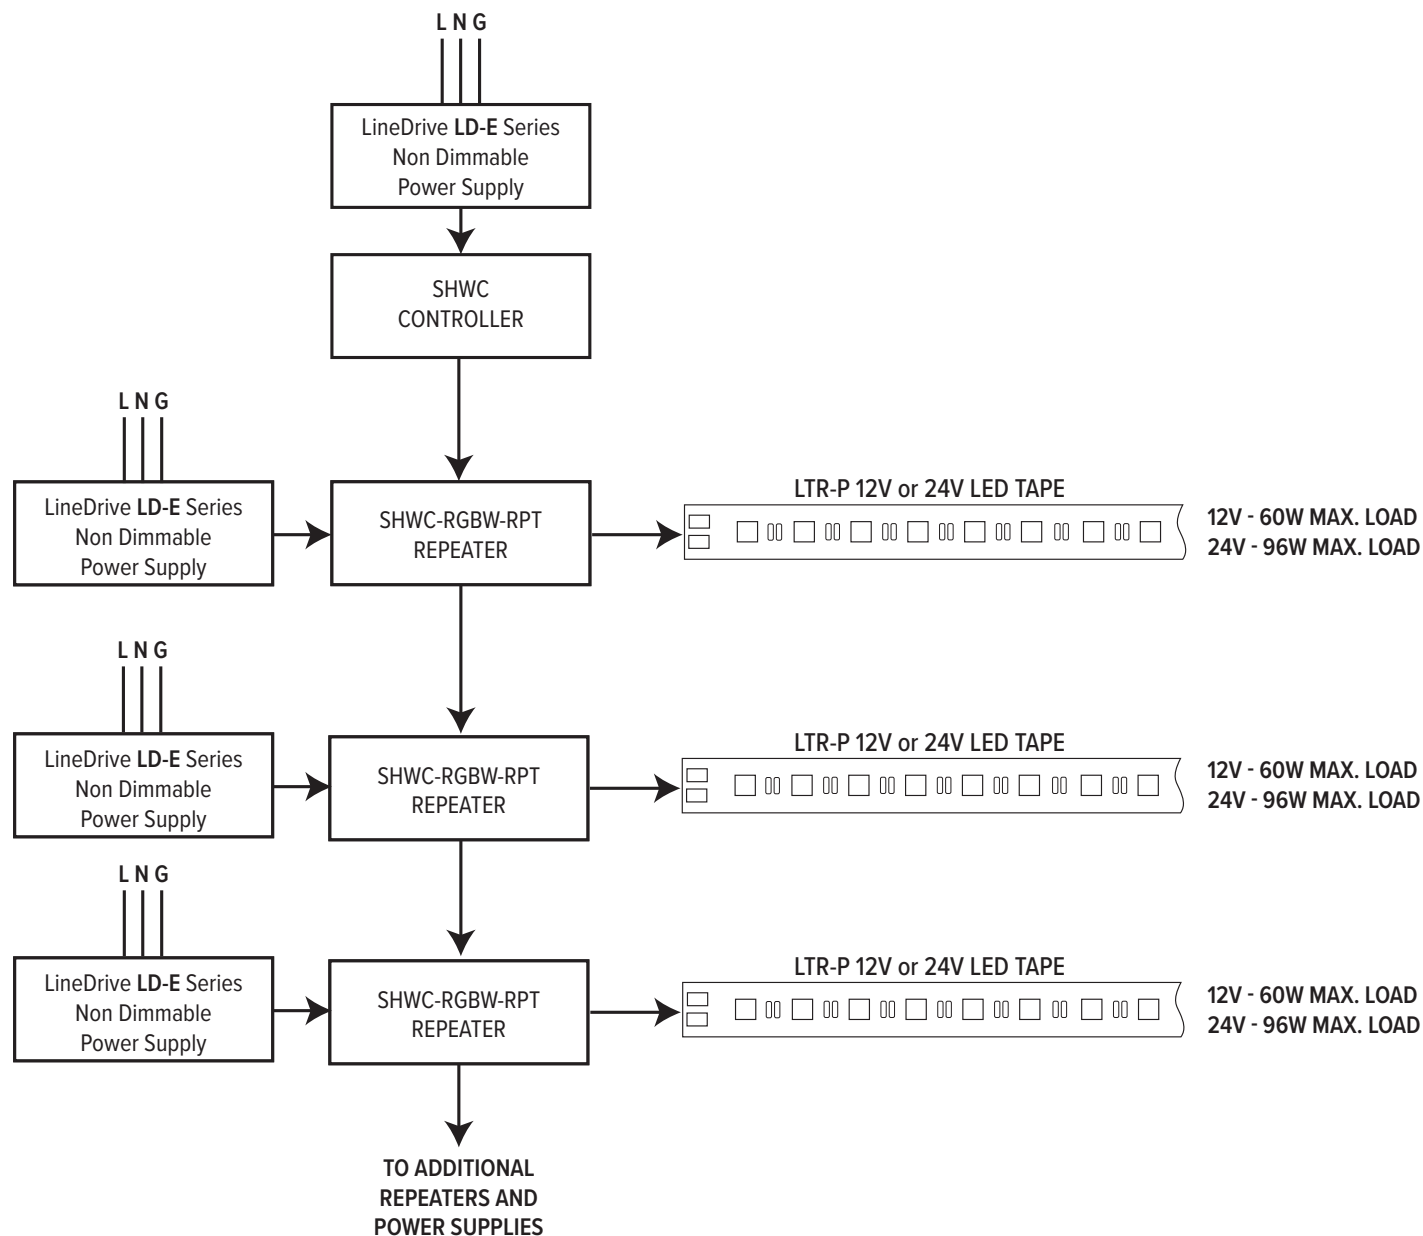 L N G
LineDrive LD-E Series
Non Dimmable
Power Supply
SHWC
CONTROLLER
L N G
LineDrive LD-E Series
Non Dimmable
Power Supply
SHWC-RGBW-RPT
REPEATER
LTR-P 12V or 24V LED TAPE
12V - 60W MAX. LOAD
24V - 96W MAX. LOAD
L N G
LineDrive LD-E Series
Non Dimmable
Power Supply
SHWC-RGBW-RPT
REPEATER
LTR-P 12V or 24V LED TAPE
12V - 60W MAX. LOAD
24V - 96W MAX. LOAD
L N G
LineDrive LD-E Series
Non Dimmable
Power Supply
SHWC-RGBW-RPT
REPEATER
LTR-P 12V or 24V LED TAPE
12V - 60W MAX. LOAD
24V - 96W MAX. LOAD
TO ADDITIONAL
REPEATERS AND
POWER SUPPLIES